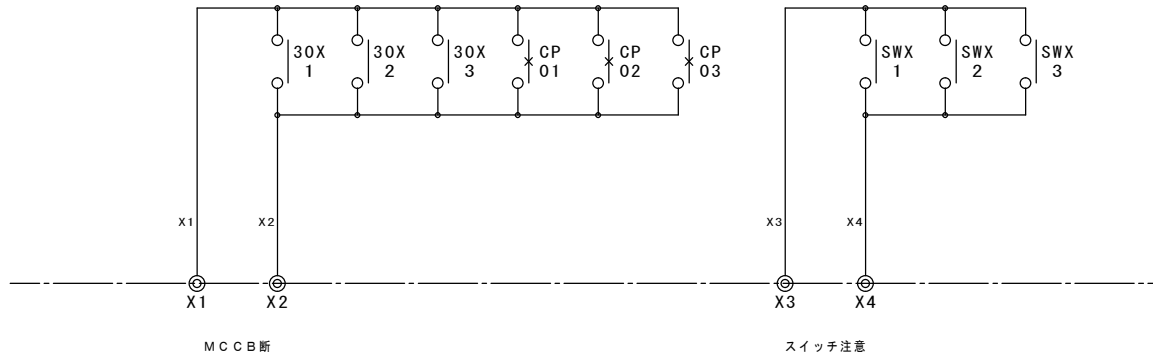 30X 30X 30X CP CP CP SWX SWX SWX
1 2 3 01 02 03 1 2 3
X1 X2 X3 X4
X1 X2 X3 X4
MCCB断 スイッチ注意